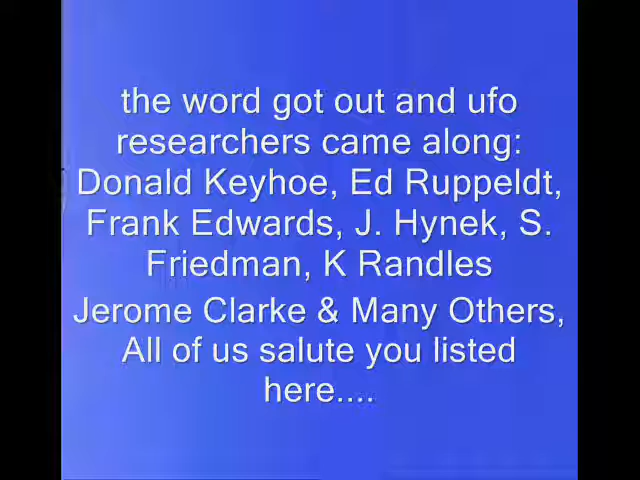 the word got out and ufo
researchers came along:
Donald Keyhoe, Ed Ruppeldt,
Frank Edwards, J. Hynek, S.
Friedman, K Randles
Jerome Clarke & Many Others,
All of us salute you listed
here....